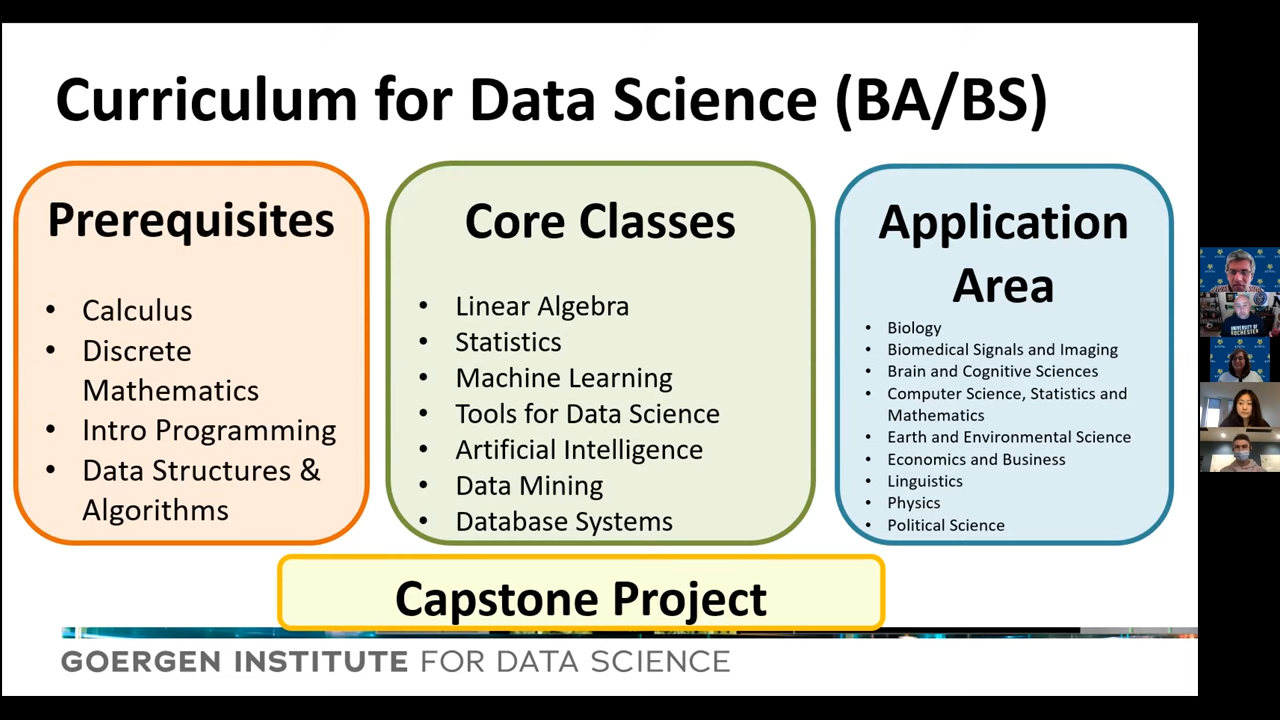 Curriculum for Data Science (BA/BS)
Prerequisites
• Calculus
• Discrete
Mathematics
• Intro Programming
• Data Structures &
Algorithms
Core Classes
• Linear Algebra
• Statistics
• Machine Learning
• Tools for Data Science
• Artificial Intelligence
• Data Mining
• Database Systems
Application
Area
• Biology
• Biomedical Signals and Imaging
• Brain and Cognitive Sciences
• Computer Science, Statistics and
Mathematics
• Earth and Environmental Science
• Economics and Business
• Linguistics
• Physics
• Political Science
Capstone Project
GOERGEN INSTITUTE FOR DATA SCIENCE
UNIVERSITY OF
ROCHESTER